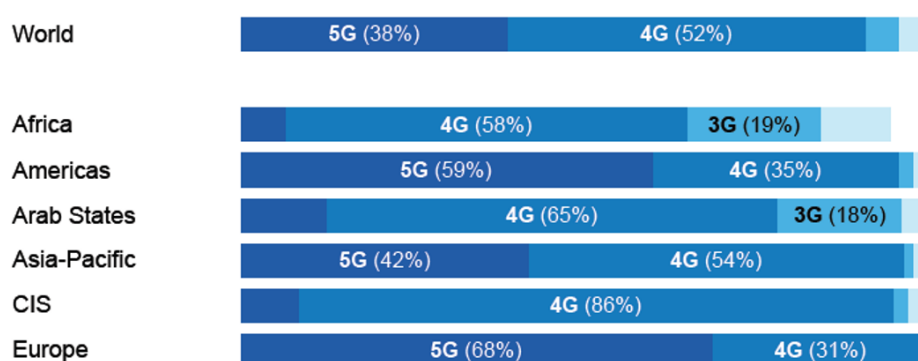 World 5G (38%) 4G (52%)
Africa 4G (58%) 3G (19%)
Americas 5G (59%) 4G (35%)
Arab States 4G (65%) 3G (18%)
Asia-Pacific 5G (42%) 4G (54%)
CIS 4G (86%)
Europe 5G (68%) 4G (31%)